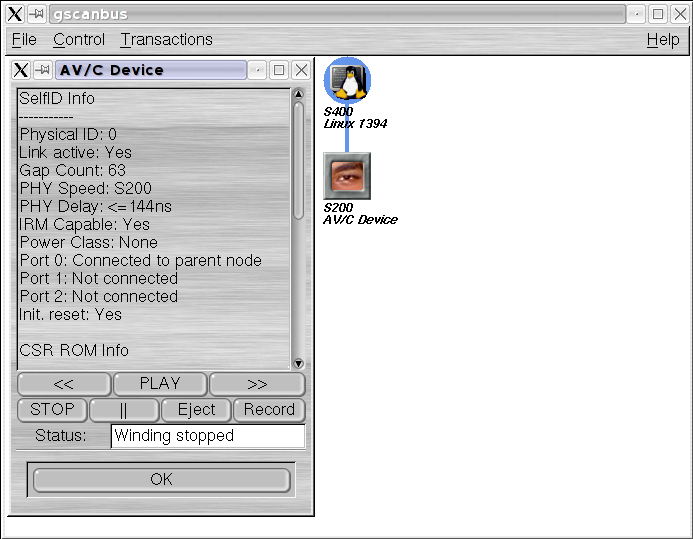 gscanbus
File Control Transactions Help
AV/C Device
SelfID Info
-----------
Physical ID: 0
Link active: Yes
Gap Count: 63
PHY Speed: S200
PHY Delay: <=144ns
IRM Capable: Yes
Power Class: None
Port 0: Connected to parent node
Port 1: Not connected
Port 2: Not connected
Init. reset: Yes
CSR ROM Info
<< PLAY >>
STOP || Eject Record
Status: Winding stopped
OK
S400
Linux 1394
S200
AV/C Device